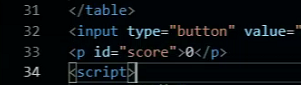 31 </table>
32 <input type="button" value="
33 <p id="score">0</p>
34 <script>